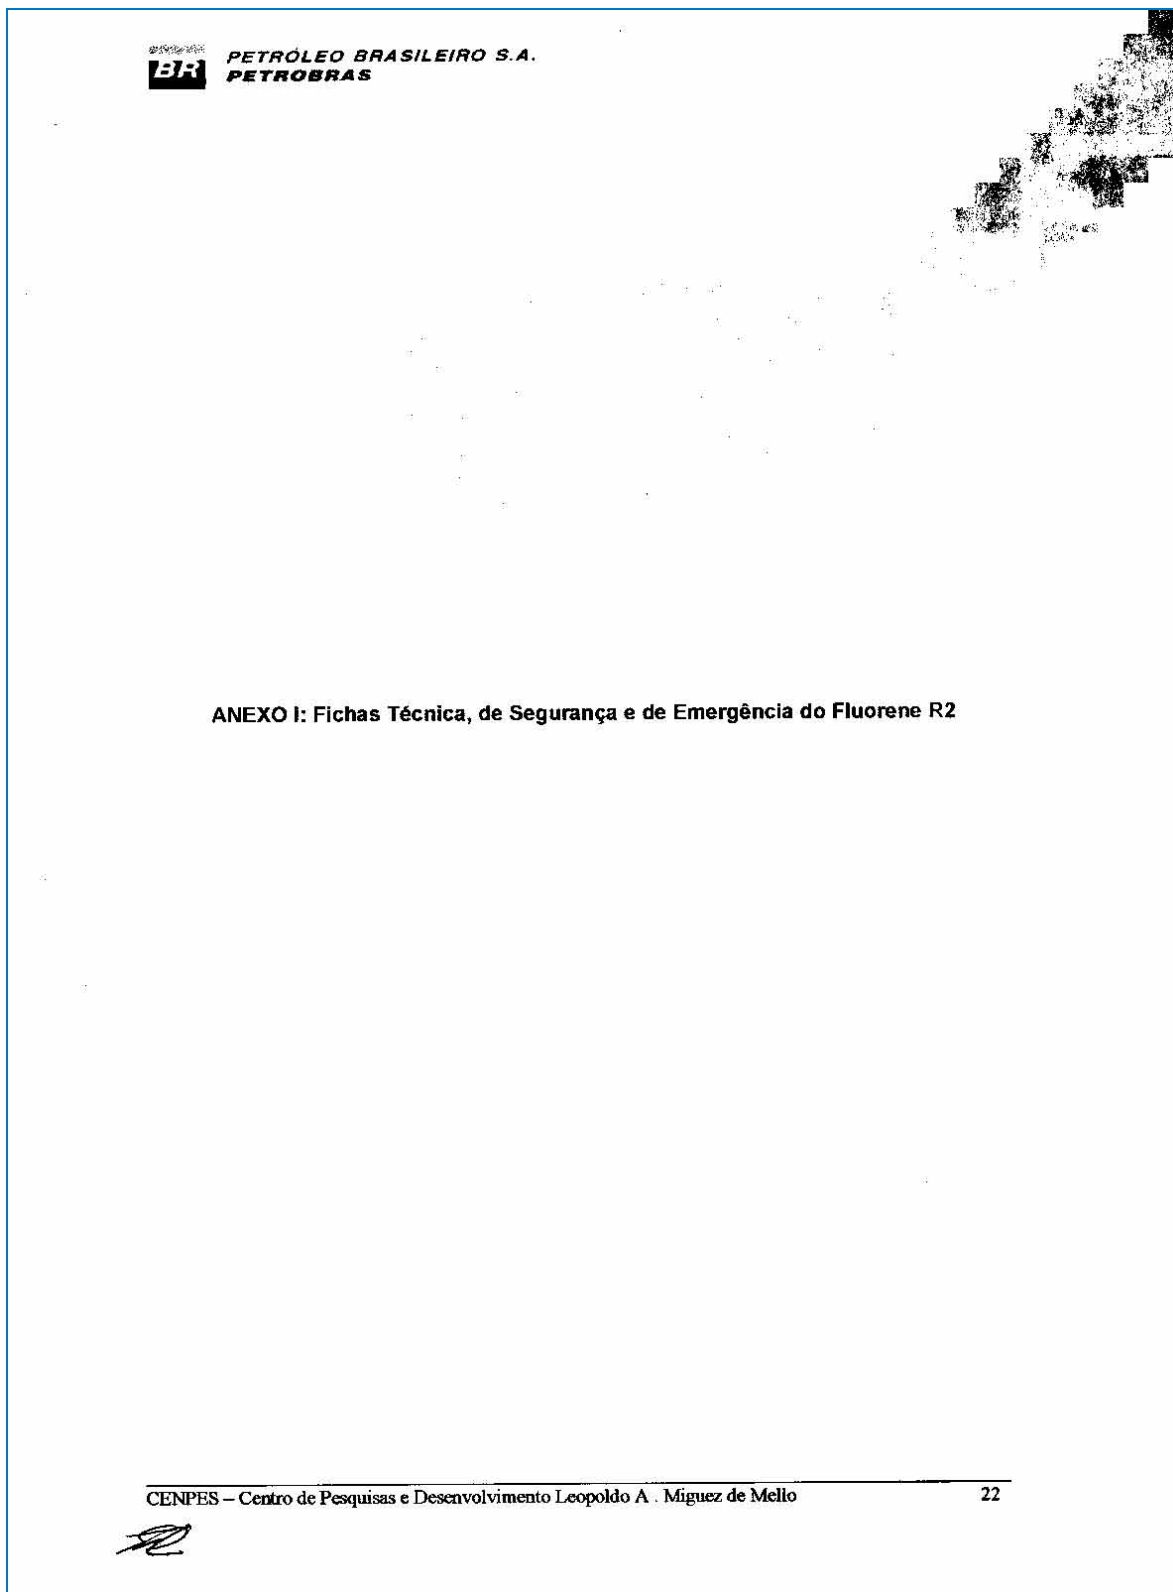 BR
PETRÓLEO BRASILEIRO S.A.
PETROBRAS
ANEXO I: Fichas Técnica, de Segurança e de Emergência do Fluorene R2
CENPES – Centro de Pesquisas e Desenvolvimento Leopoldo A . Miguez de Mello 22